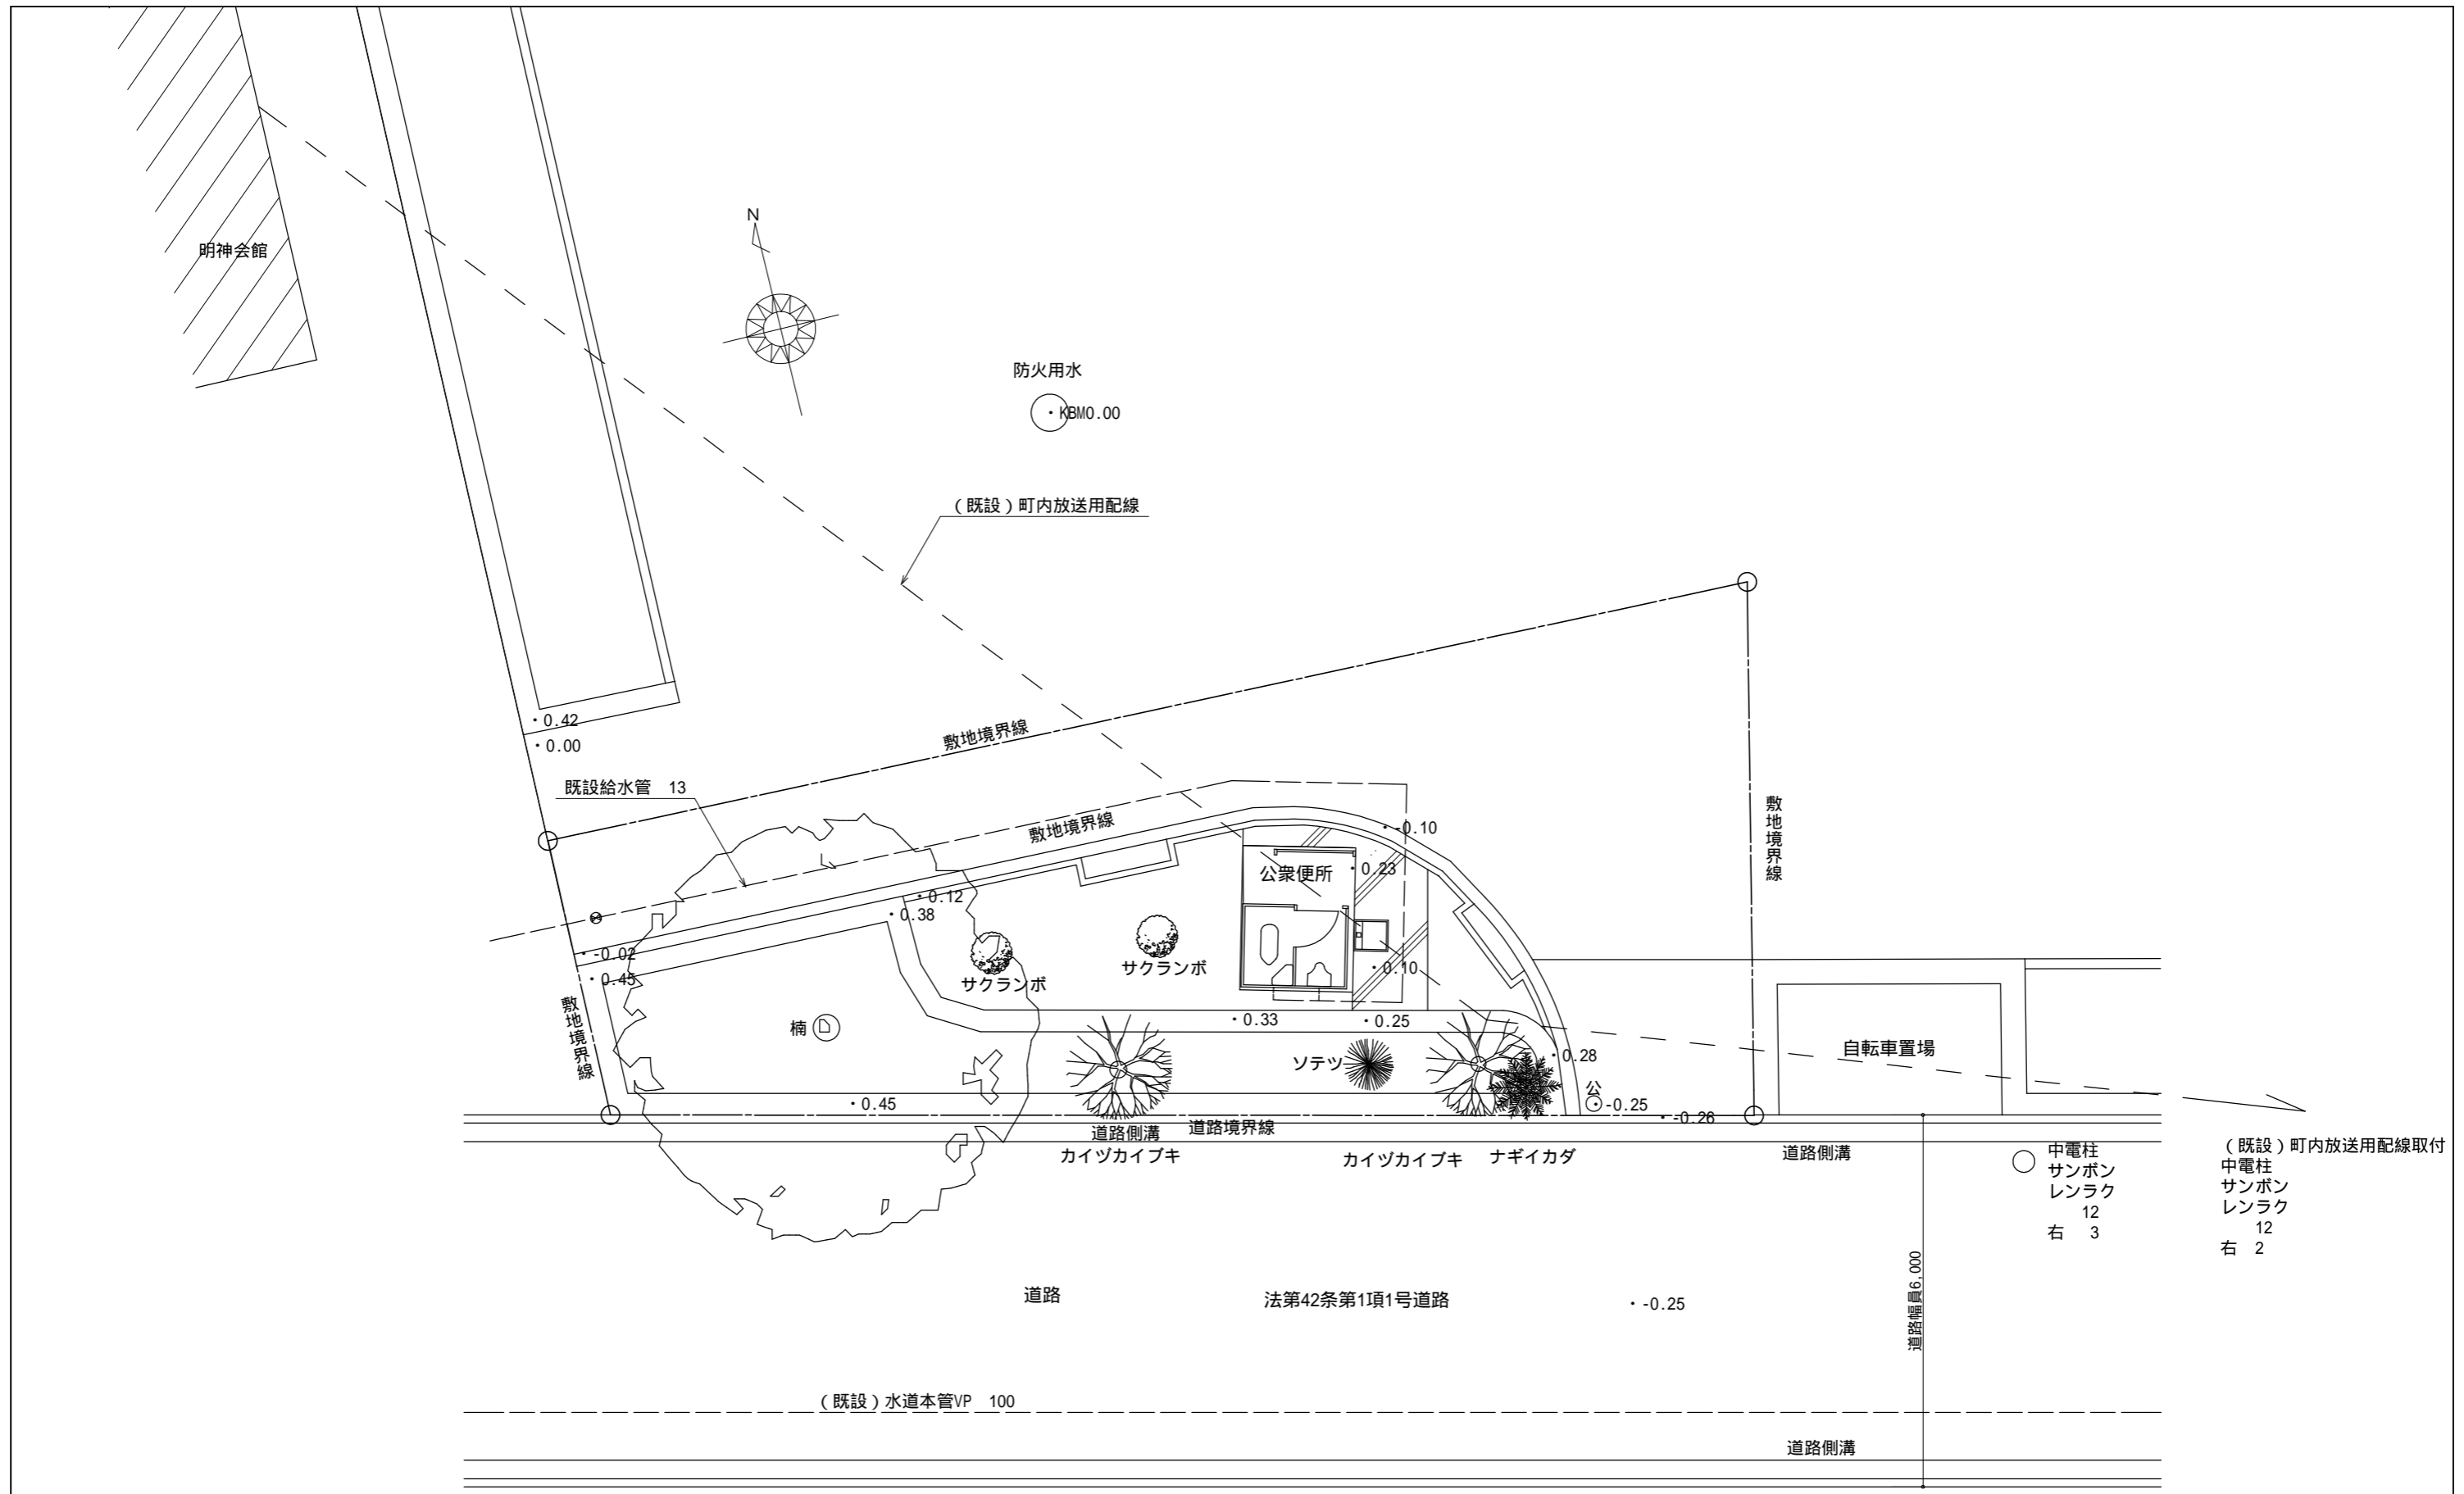 N
明神会館
防火用水
KBM0.00
（既設）町内放送用配線
0.42
0.00
敷地境界線
既設給水管　13
敷地境界線
敷地境界線
-0.10
公衆便所
0.23
0.12
0.38
-0.02
0.45
サクランボ
サクランボ
0.10
敷地境界線
楠
0.33
0.25
ソテツ
0.28
自転車置場
公
-0.25
0.45
-0.26
道路側溝
道路境界線
カイヅカイブキ
カイヅカイブキ
ナギイカダ
道路側溝
中電柱
サンボン
レンラク
12
右　3
（既設）町内放送用配線取付
中電柱
サンボン
レンラク
12
右　2
道路
法第42条第1項1号道路
-0.25
道路幅員6,000
（既設）水道本管VP　100
道路側溝